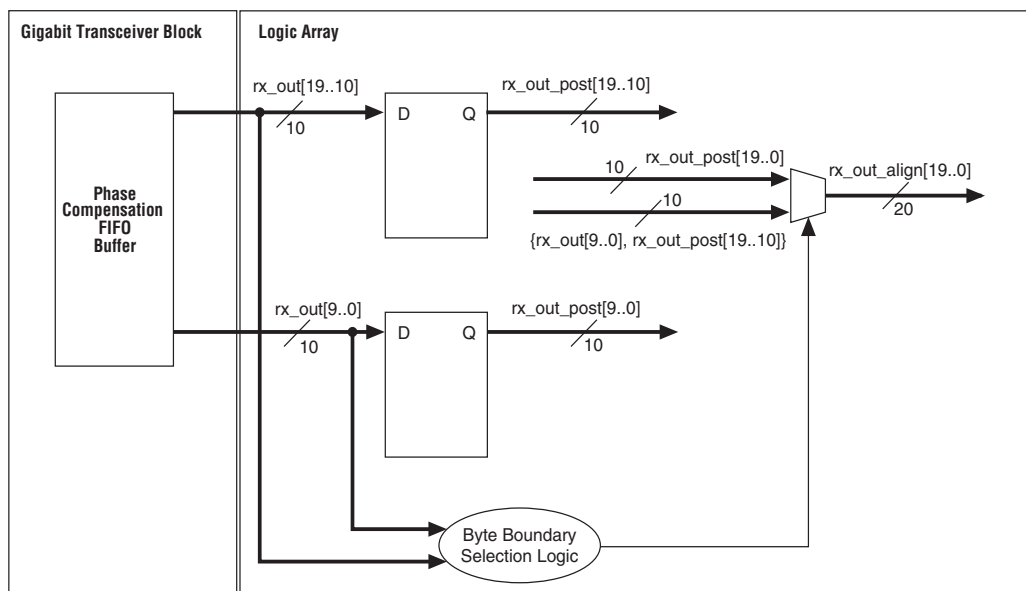 Gigabit Transceiver Block
Logic Array
rx_out[19..10]
10
D
Q
rx_out_post[19..10]
10
10
rx_out_post[19..0]
10
{rx_out[9..0], rx_out_post[19..10]}
rx_out_align[19..0]
20
Phase
Compensation
FIFO
Buffer
rx_out[9..0]
10
D
Q
rx_out_post[9..0]
10
Byte Boundary
Selection Logic